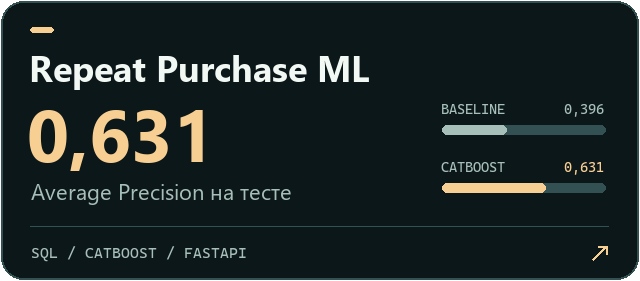 Repeat Purchase ML
0,631
Average Precision на тесте
BASELINE 0,396
CATBOOST 0,631
SQL / CATBOOST / FASTAPI